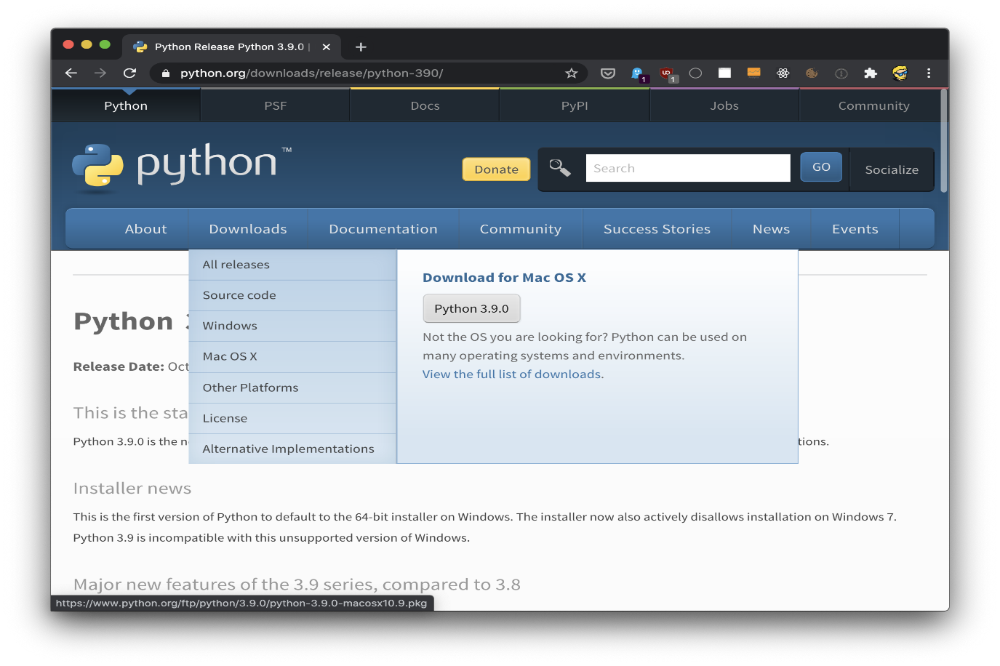 Python Release Python 3.9.0 |
python.org/downloads/release/python-390/
1
1
Python PSF Docs PyPI Jobs Community
python™
Donate
Search
GO
Socialize
About Downloads Documentation Community Success Stories News Events
All releases
Source code
Windows
Mac OS X
Other Platforms
License
Alternative Implementations
Download for Mac OS X
Python 3.9.0
Not the OS you are looking for? Python can be used on
many operating systems and environments.
View the full list of downloads.
Python
Release Date: Oct
This is the sta
Python 3.9.0 is the n
tions.
Installer news
This is the first version of Python to default to the 64-bit installer on Windows. The installer now also actively disallows installation on Windows 7.
Python 3.9 is incompatible with this unsupported version of Windows.
Major new features of the 3.9 series, compared to 3.8
https://www.python.org/ftp/python/3.9.0/python-3.9.0-macosx10.9.pkg